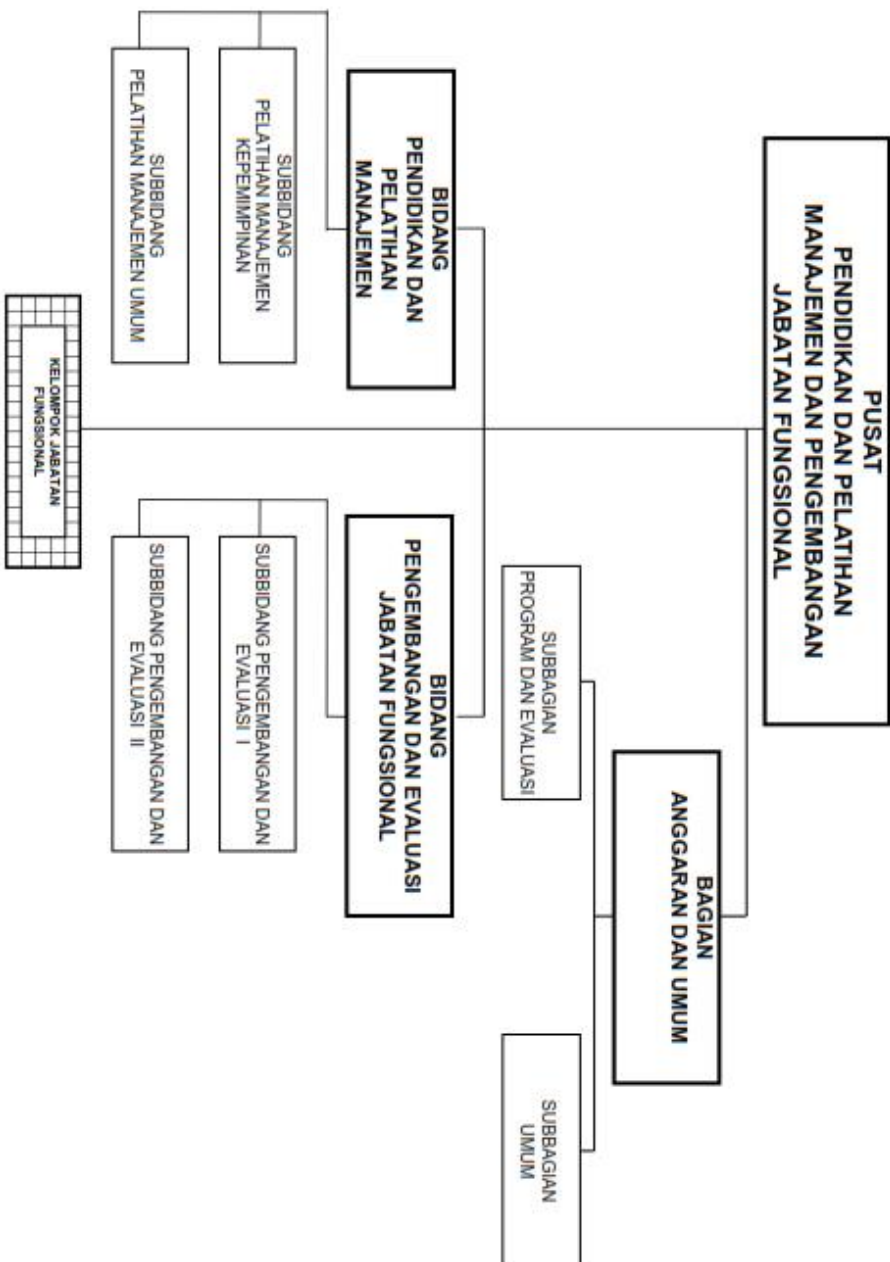 PUSAT
PENDIDIKAN DAN PELATIHAN
MANAJEMEN DAN PENGEMBANGAN
JABATAN FUNGSIONAL
BAGIAN
ANGGARAN DAN UMUM
SUBBAGIAN
PROGRAM DAN EVALUASI
SUBBAGIAN
UMUM
BIDANG
PENDIDIKAN DAN
PELATIHAN
MANAJEMEN
SUBBIDANG
PELATIHAN MANAJEMEN
KEPEMIMPINAN
SUBBIDANG
PELATIHAN MANAJEMEN UMUM
BIDANG
PENGEMBANGAN DAN EVALUASI
JABATAN FUNGSIONAL
SUBBIDANG PENGEMBANGAN DAN
EVALUASI I
SUBBIDANG PENGEMBANGAN DAN
EVALUASI II
KELOMPOK JABATAN
FUNGSIONAL